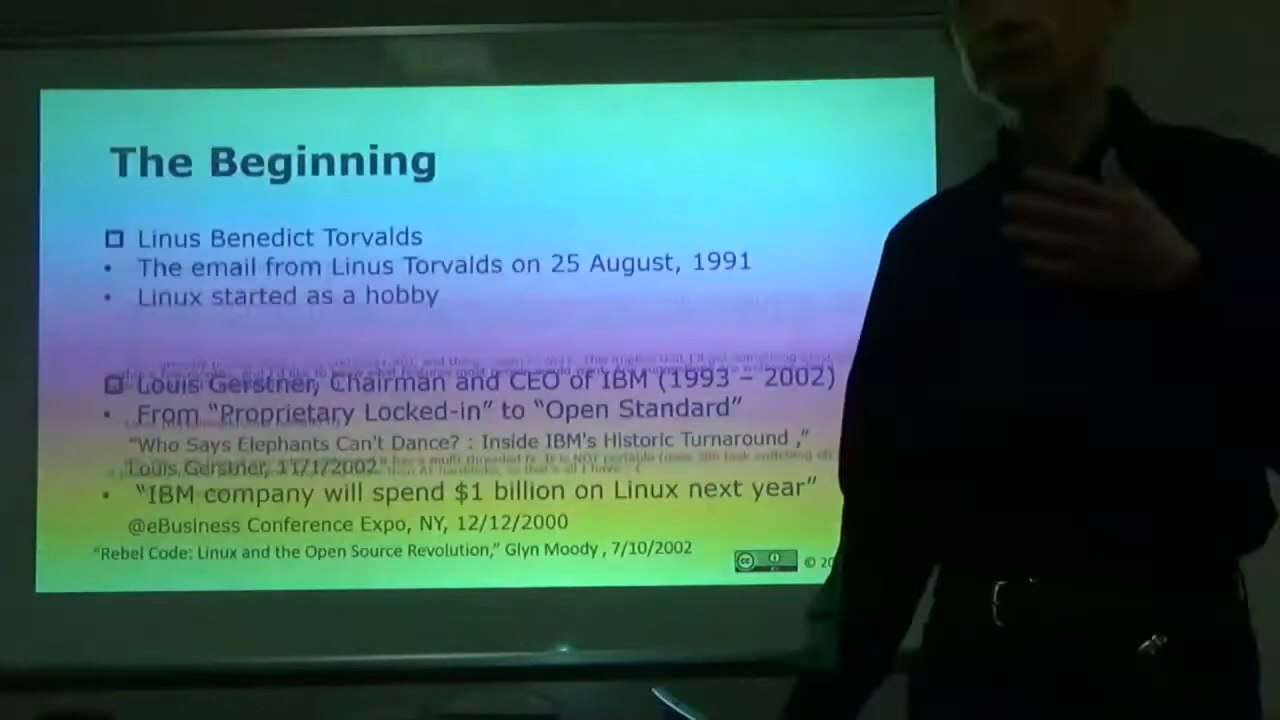 The Beginning
Linus Benedict Torvalds
• The email from Linus Torvalds on 25 August, 1991
• Linux started as a hobby
Louis Gerstner, Chairman and CEO of IBM (1993 – 2002)
• From “Proprietary Locked-in” to “Open Standard”
“Who Says Elephants Can't Dance? : Inside IBM's Historic Turnaround ,”
Louis Gerstner, 11/1/2002
• “IBM company will spend $1 billion on Linux next year”
@eBusiness Conference Expo, NY, 12/12/2000
“Rebel Code: Linux and the Open Source Revolution,” Glyn Moody , 7/10/2002
cc © 20